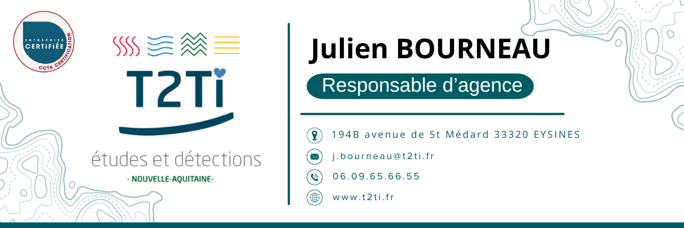 ENTREPRISE
CERTIFIÉE
CCTA CERTIFICATION
T2Ti
études et détections
- NOUVELLE-AQUITAINE-
Julien BOURNEAU
Responsable d'agence
194B avenue de St Médard 33320 EYSINES
j.bourneau@t2ti.fr
06.09.65.66.55
www.t2ti.fr